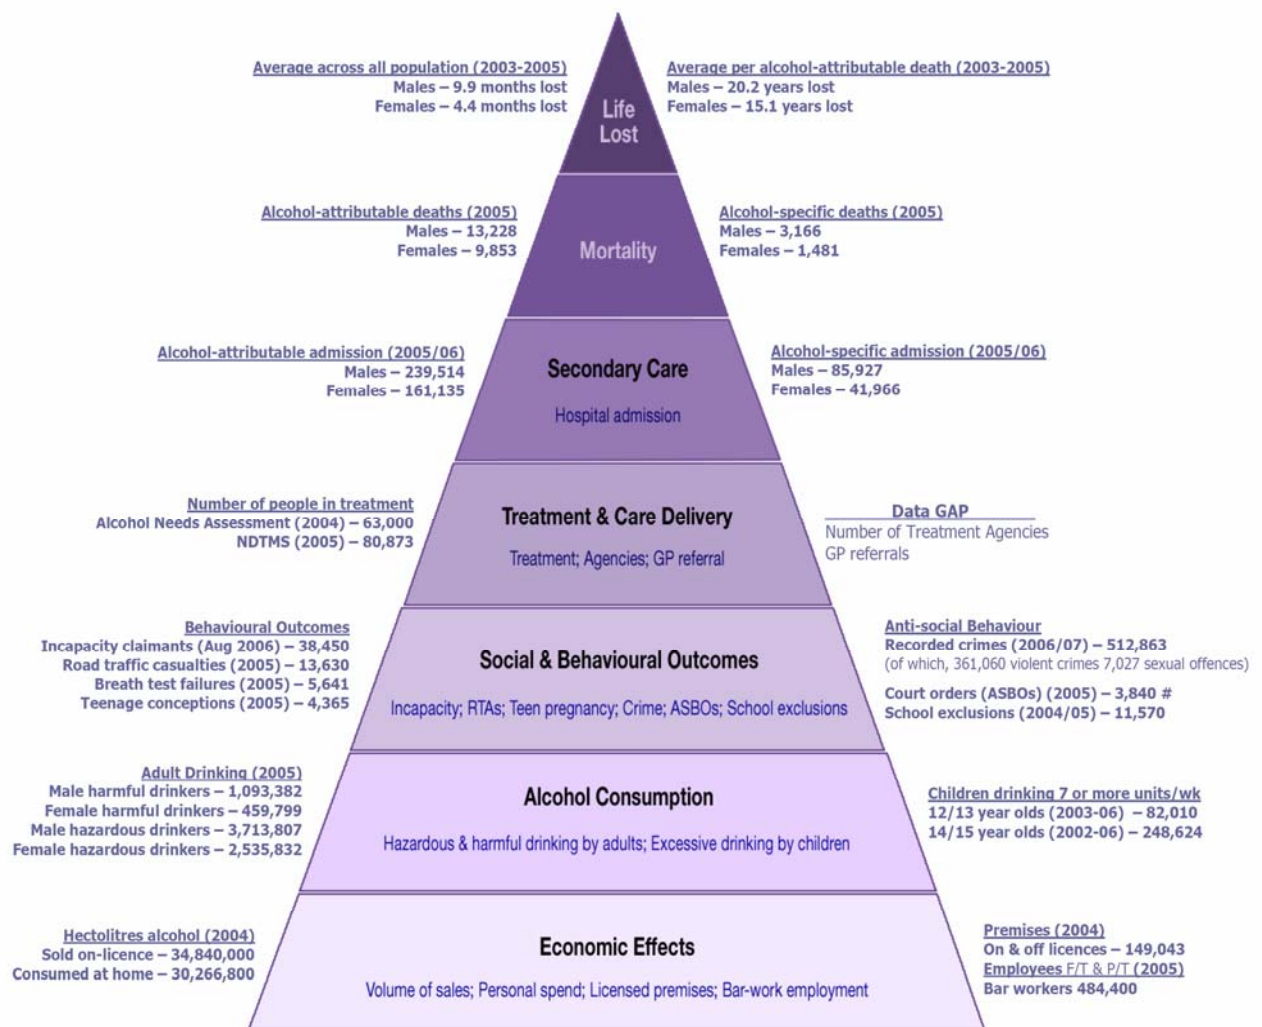 Average across all population (2003-2005)
Males – 9.9 months lost
Females – 4.4 months lost
Life
Lost
Average per alcohol-attributable death (2003-2005)
Males – 20.2 years lost
Females – 15.1 years lost
Alcohol-attributable deaths (2005)
Males – 13,228
Females – 9,853
Mortality
Alcohol-specific deaths (2005)
Males – 3,166
Females – 1,481
Alcohol-attributable admission (2005/06)
Males – 239,514
Females – 161,135
Secondary Care
Hospital admission
Alcohol-specific admission (2005/06)
Males – 85,927
Females – 41,966
Number of people in treatment
Alcohol Needs Assessment (2004) – 63,000
NDTMS (2005) – 80,873
Treatment & Care Delivery
Treatment; Agencies; GP referral
Data GAP
Number of Treatment Agencies
GP referrals
Behavioural Outcomes
Incapacity claimants (Aug 2006) – 38,450
Road traffic casualties (2005) – 13,630
Breath test failures (2005) – 5,641
Teenage conceptions (2005) – 4,365
Social & Behavioural Outcomes
Incapacity; RTAs; Teen pregnancy; Crime; ASBOs; School exclusions
Anti-social Behaviour
Recorded crimes (2006/07) – 512,863
(of which, 361,060 violent crimes 7,027 sexual offences)
Court orders (ASBOs) (2005) – 3,840 #
School exclusions (2004/05) – 11,570
Adult Drinking (2005)
Male harmful drinkers – 1,093,382
Female harmful drinkers – 459,799
Male hazardous drinkers – 3,713,807
Female hazardous drinkers – 2,535,832
Alcohol Consumption
Hazardous & harmful drinking by adults; Excessive drinking by children
Children drinking 7 or more units/wk
12/13 year olds (2003-06) – 82,010
14/15 year olds (2002-06) – 248,624
Hectolitres alcohol (2004)
Sold on-licence – 34,840,000
Consumed at home – 30,266,800
Economic Effects
Volume of sales; Personal spend; Licensed premises; Bar-work employment
Premises (2004)
On & off licences – 149,043
Employees F/T & P/T (2005)
Bar workers 484,400